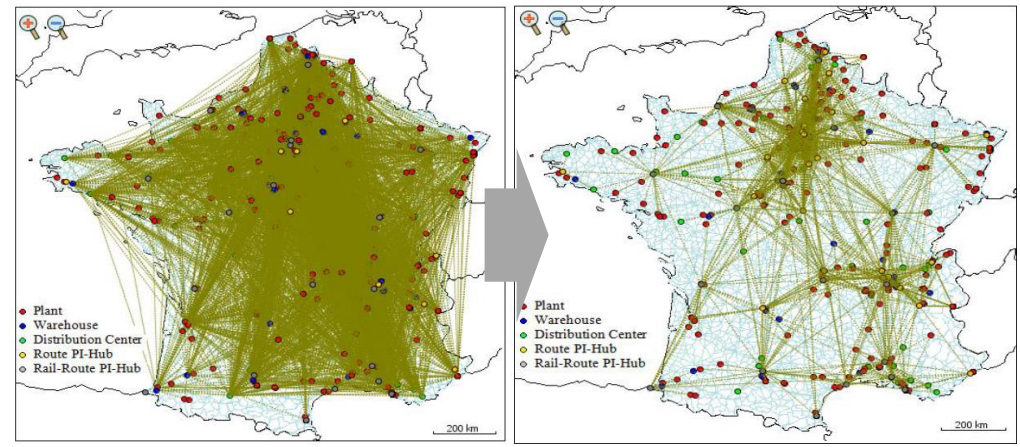 Plant
Warehouse
Distribution Center
Route PI-Hub
Rail-Route PI-Hub
200 km
Plant
Warehouse
Distribution Center
Route PI-Hub
Rail-Route PI-Hub
200 km